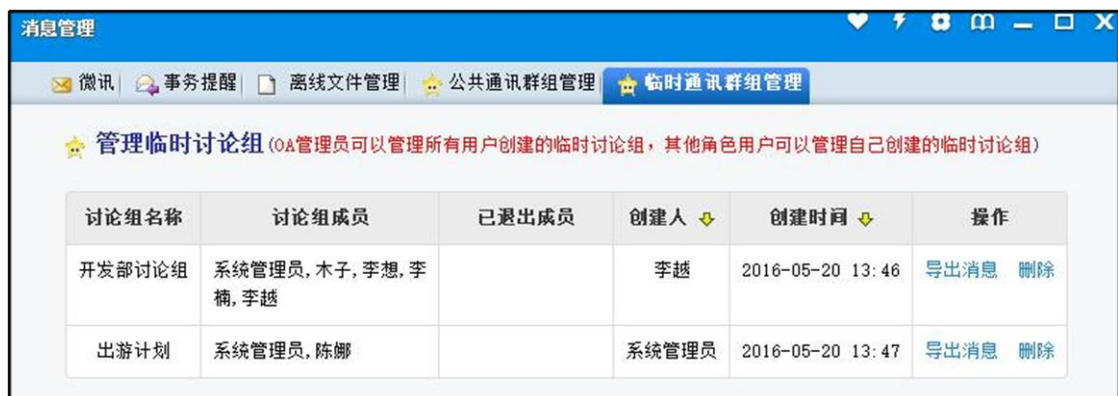 消息管理
微讯 事务提醒 离线文件管理 公共通讯群组管理 临时通讯群组管理
管理临时讨论组(OA管理员可以管理所有用户创建的临时讨论组，其他角色用户可以管理自己创建的临时讨论组)
讨论组名称 讨论组成员 已退出成员 创建人 创建时间 操作
开发部讨论组 系统管理员,木子,李想,李 李越 2016-05-20 13:46 导出消息 删除
楠,李越
出游计划 系统管理员,陈娜 系统管理员 2016-05-20 13:47 导出消息 删除